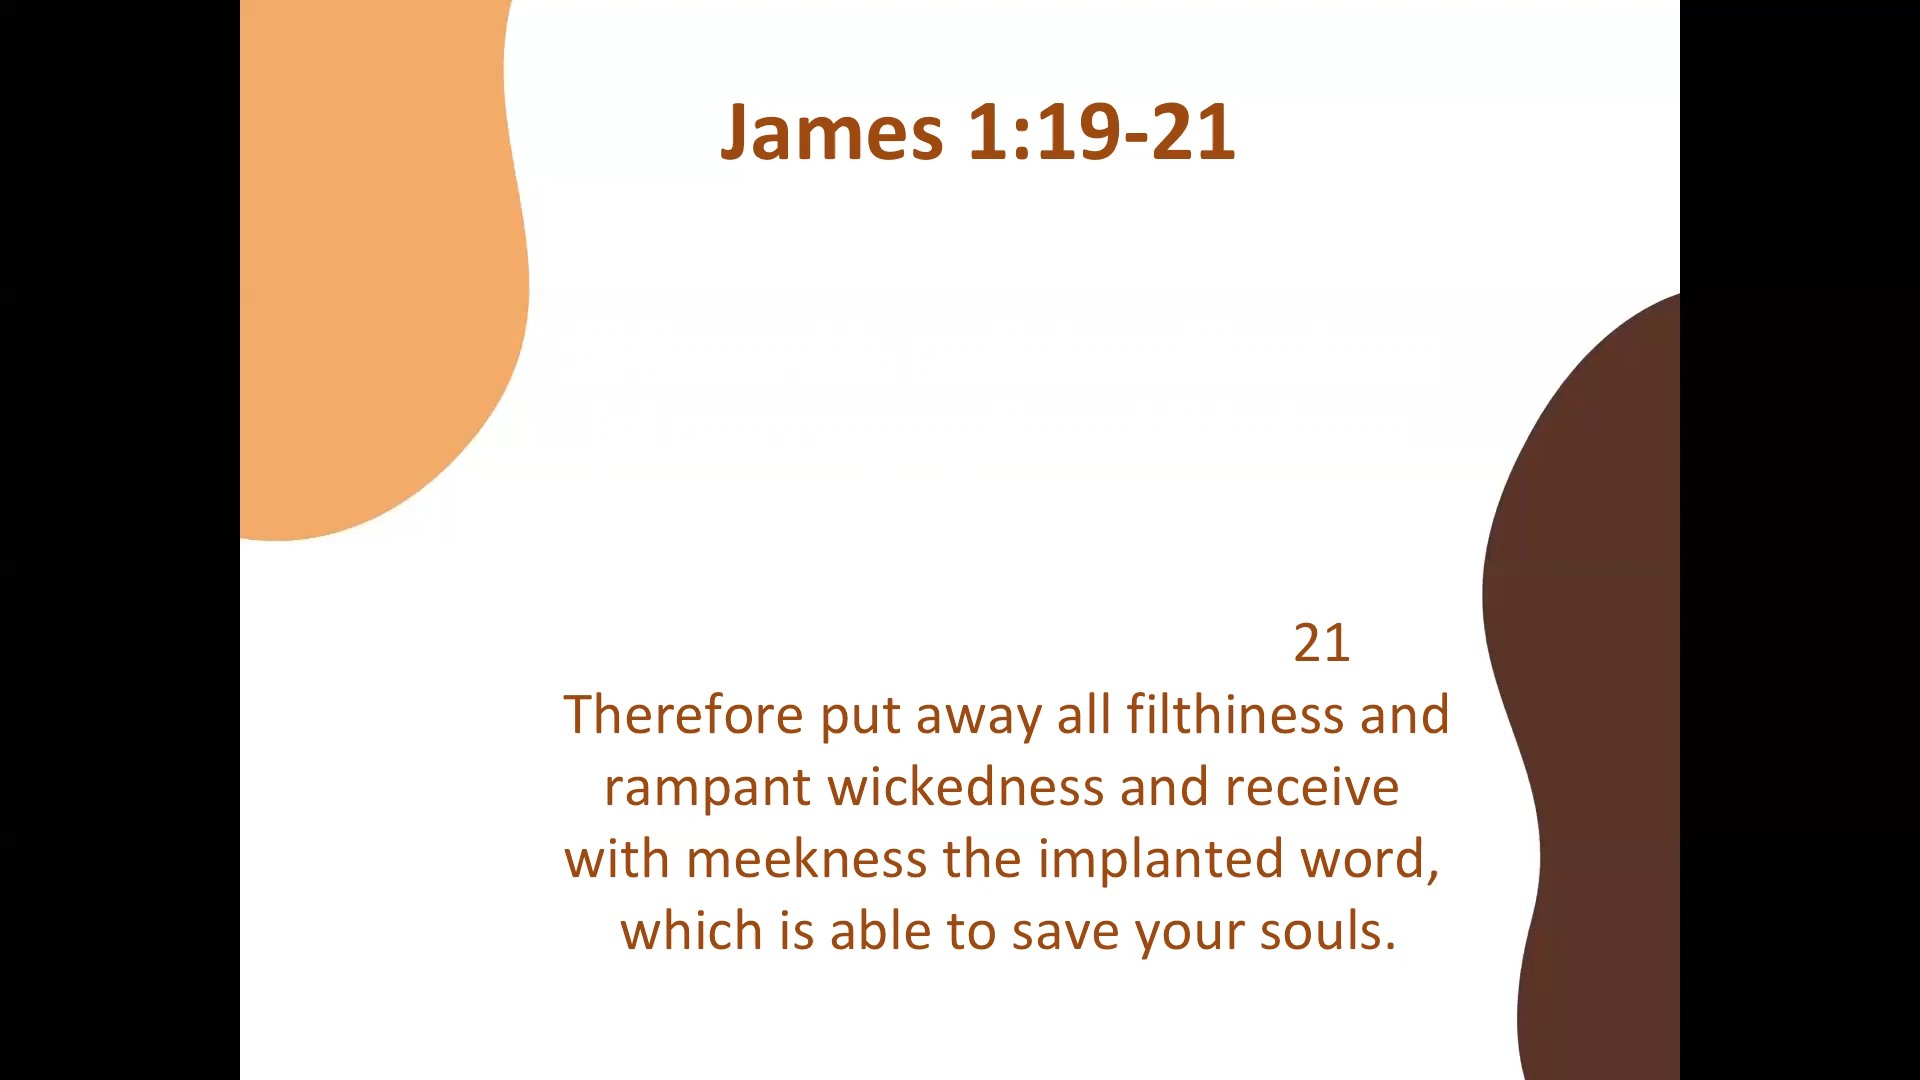 James 1:19-21
21
Therefore put away all filthiness and
rampant wickedness and receive
with meekness the implanted word,
which is able to save your souls.